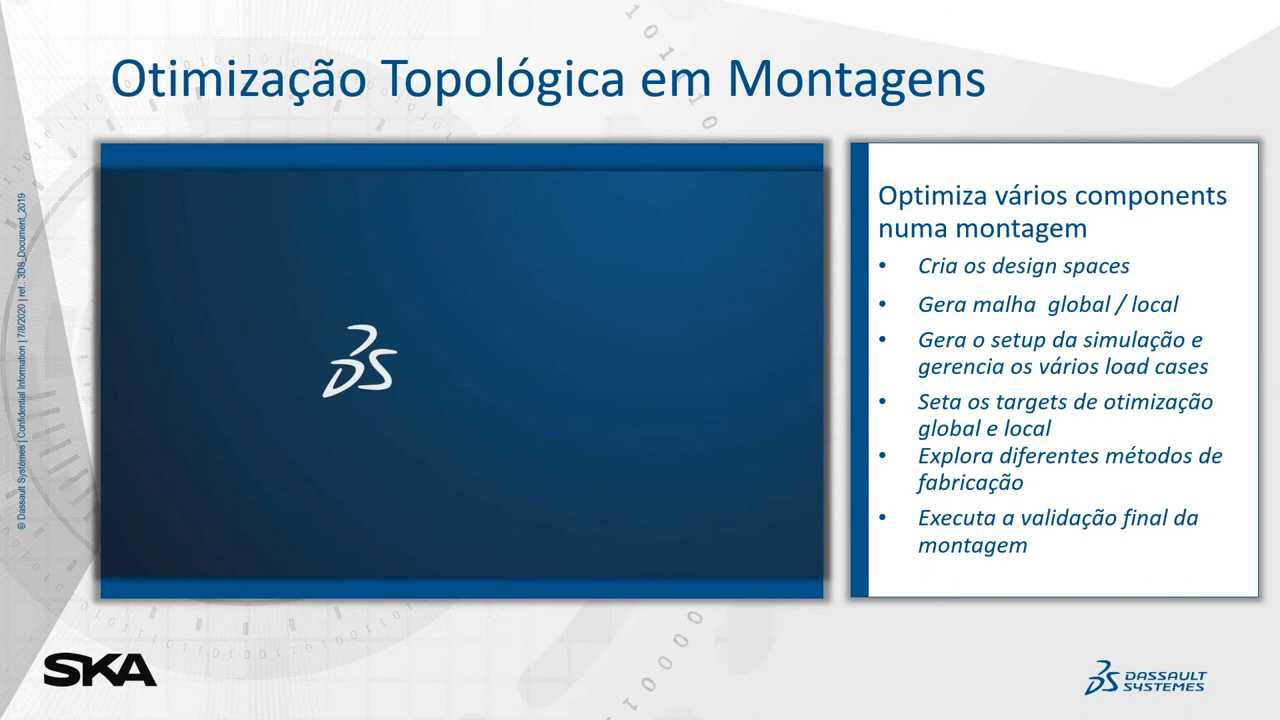 Otimização Topológica em Montagens
Optimiza vários components
numa montagem
• Cria os design spaces
• Gera malha global / local
• Gera o setup da simulação e
gerencia os vários load cases
• Seta os targets de otimização
global e local
• Explora diferentes métodos de
fabricação
• Executa a validação final da
montagem
© Dassault Systèmes | Confidential Information | 7/8/2020 | ref.: 3DS_Document_2019
SKA
DASSAULT
SYSTEMES